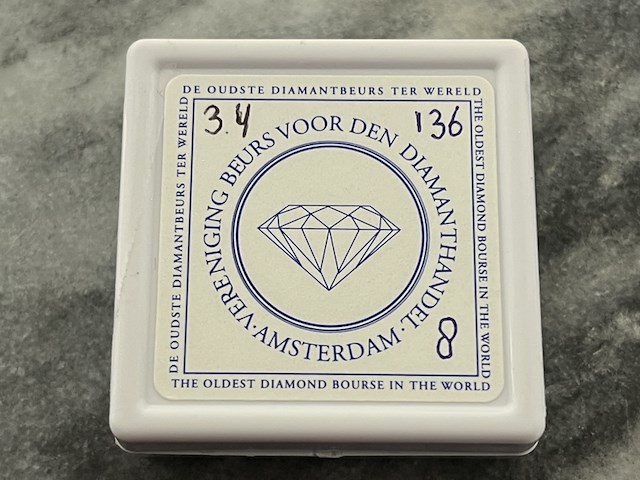 DE OUDSTE DIAMANTBEURS TER WERELD
DE OUDSTE DIAMANTBEURS TER WERELD
THE OLDEST DIAMOND BOURSE IN THE WORLD
3.4
136
VERENIGING BEURS VOOR DEN DIAMANTHANDEL
·AMSTERDAM·
8
THE OLDEST DIAMOND BOURSE IN THE WORLD